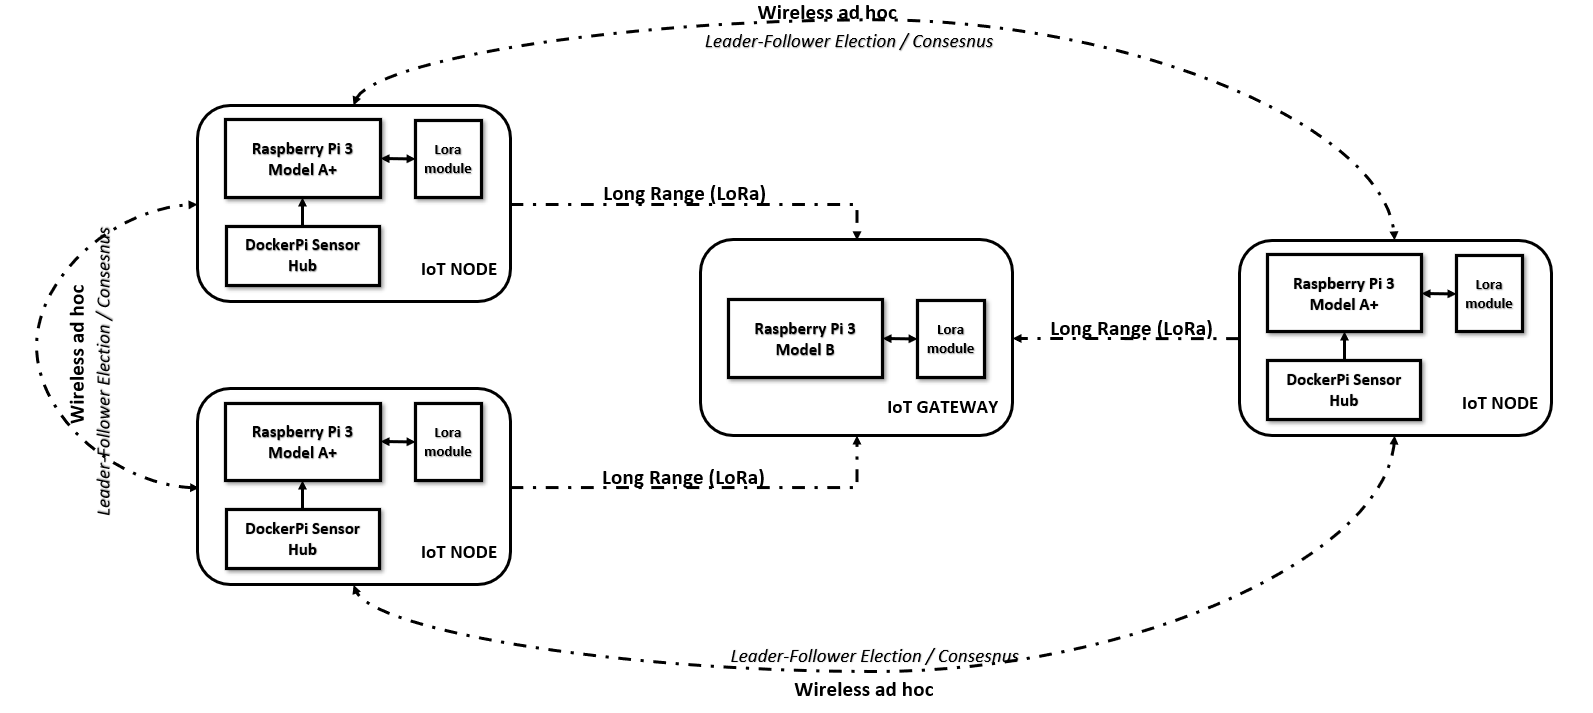 Wireless ad hoc
Leader-Follower Election / Consesnus
Raspberry Pi 3
Model A+
Lora
module
DockerPi Sensor
Hub
IoT NODE
Long Range (LoRa)
Wireless ad hoc
Leader-Follower Election / Consesnus
Raspberry Pi 3
Model B
Lora
module
IoT GATEWAY
Long Range (LoRa)
Raspberry Pi 3
Model A+
Lora
module
DockerPi Sensor
Hub
IoT NODE
Raspberry Pi 3
Model A+
Lora
module
DockerPi Sensor
Hub
IoT NODE
Long Range (LoRa)
Leader-Follower Election / Consesnus
Wireless ad hoc